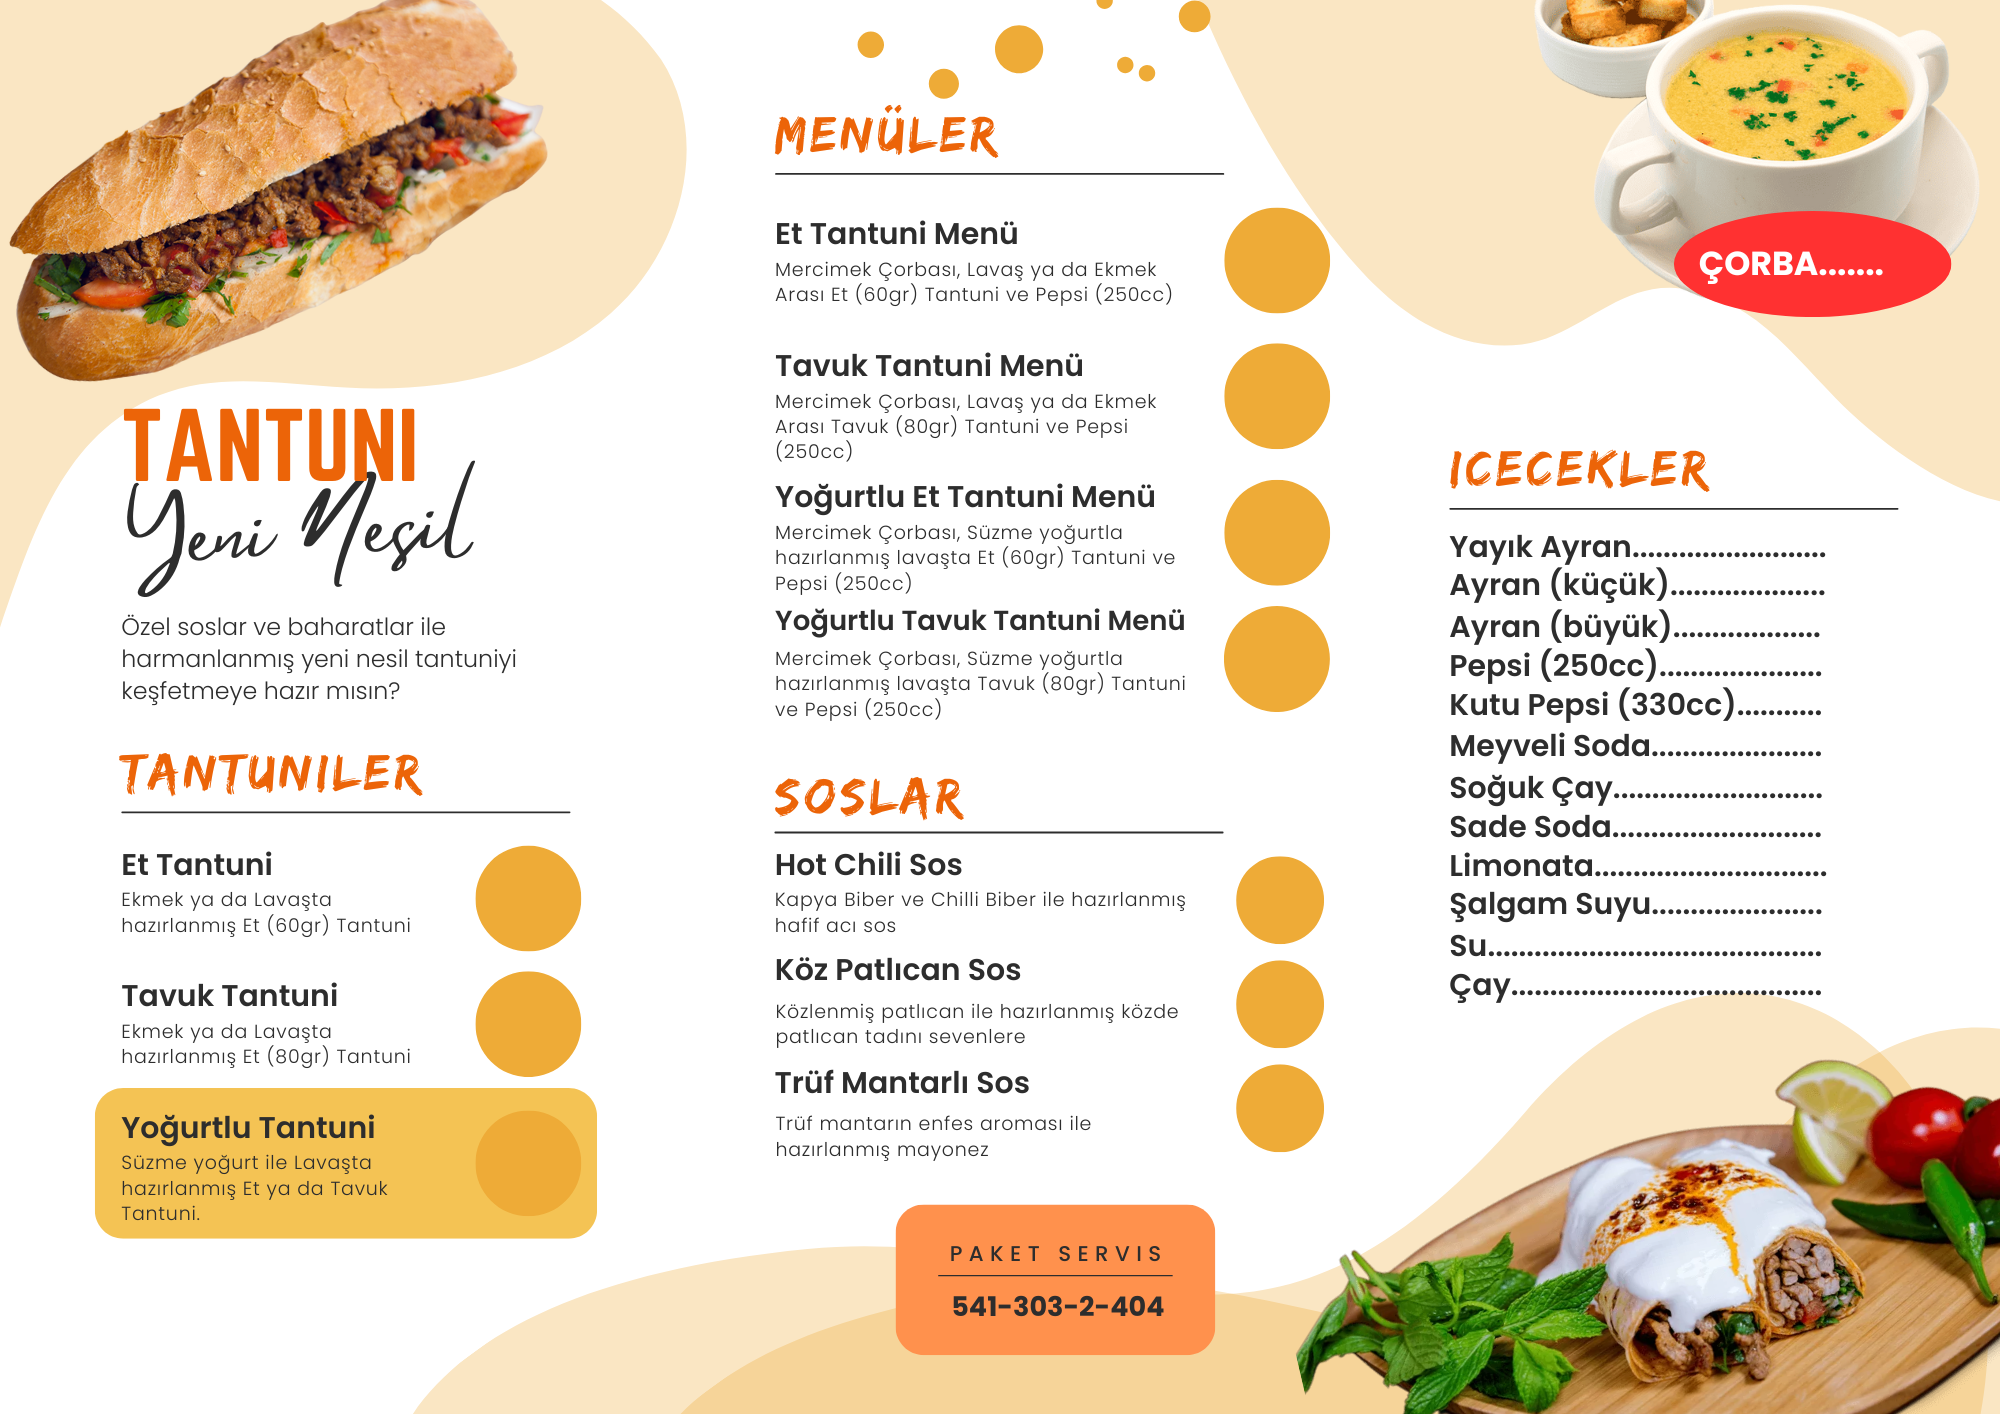 TANTUNI
Yeni Nesil
Özel soslar ve baharatlar ile
harmanlanmış yeni nesil tantuniyi
keşfetmeye hazır mısın?
TANTUNILER
Et Tantuni
Ekmek ya da Lavaşta
hazırlanmış Et (60gr) Tantuni
Tavuk Tantuni
Ekmek ya da Lavaşta
hazırlanmış Et (80gr) Tantuni
Yoğurtlu Tantuni
Süzme yoğurt ile Lavaşta
hazırlanmış Et ya da Tavuk
Tantuni.
MENÜLER
Et Tantuni Menü
Mercimek Çorbası, Lavaş ya da Ekmek
Arası Et (60gr) Tantuni ve Pepsi (250cc)
Tavuk Tantuni Menü
Mercimek Çorbası, Lavaş ya da Ekmek
Arası Tavuk (80gr) Tantuni ve Pepsi
(250cc)
Yoğurtlu Et Tantuni Menü
Mercimek Çorbası, Süzme yoğurtla
hazırlanmış lavaşta Et (60gr) Tantuni ve
Pepsi (250cc)
Yoğurtlu Tavuk Tantuni Menü
Mercimek Çorbası, Süzme yoğurtla
hazırlanmış lavaşta Tavuk (80gr) Tantuni
ve Pepsi (250cc)
SOSLAR
Hot Chili Sos
Kapya Biber ve Chilli Biber ile hazırlanmış
hafif acı sos
Köz Patlıcan Sos
Közlenmiş patlıcan ile hazırlanmış közde
patlıcan tadını sevenlere
Trüf Mantarlı Sos
Trüf mantarın enfes aroması ile
hazırlanmış mayonez
PAKET SERVIS
541-303-2-404
ÇORBA.......
ICECEKLER
Yayık Ayran.........................
Ayran (küçük)....................
Ayran (büyük)...................
Pepsi (250cc).....................
Kutu Pepsi (330cc)...........
Meyveli Soda......................
Soğuk Çay...........................
Sade Soda...........................
Limonata..............................
Şalgam Suyu......................
Su...........................................
Çay........................................